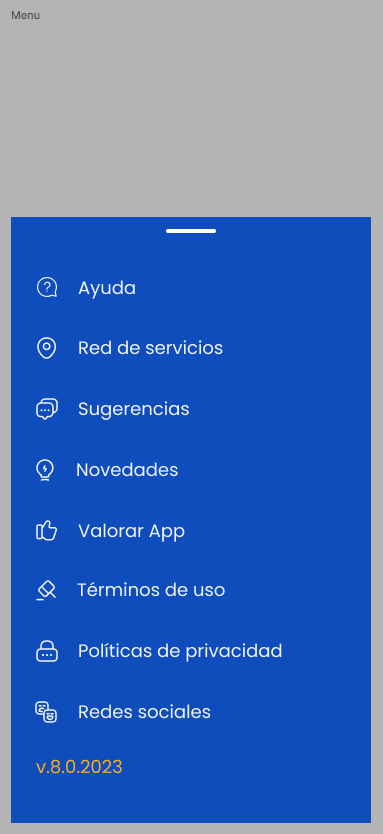 Menu
Ayuda
Red de servicios
Sugerencias
Novedades
Valorar App
Términos de uso
Políticas de privacidad
Redes sociales
v.8.0.2023